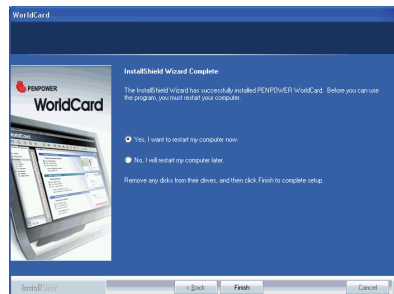 WorldCard
InstallShield Wizard Complete
The InstallShield Wizard has successfully installed PENPOWER WorldCard. Before you can use
the program, you must restart your computer.
PENPOWER
WorldCard
Yes, I want to restart my computer now.
No, I will restart my computer later.
Remove any disks from their drives, and then click Finish to complete setup.
InstallShield
< Back
Finish
Cancel